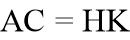 AC = HK